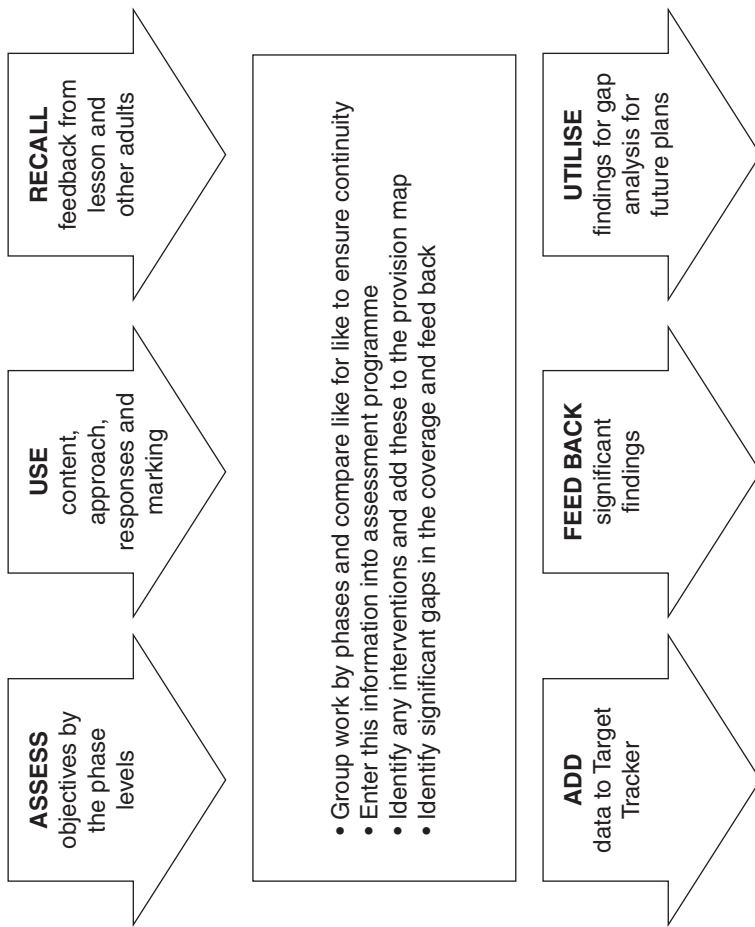 ASSESS
objectives by
the phase
levels
USE
content,
approach,
responses and
marking
RECALL
feedback from
lesson and
other adults
• Group work by phases and compare like for like to ensure continuity
• Enter this information into assessment programme
• Identify any interventions and add these to the provision map
• Identify significant gaps in the coverage and feed back
ADD
data to Target
Tracker
FEED BACK
significant
findings
UTILISE
findings for gap
analysis for
future plans